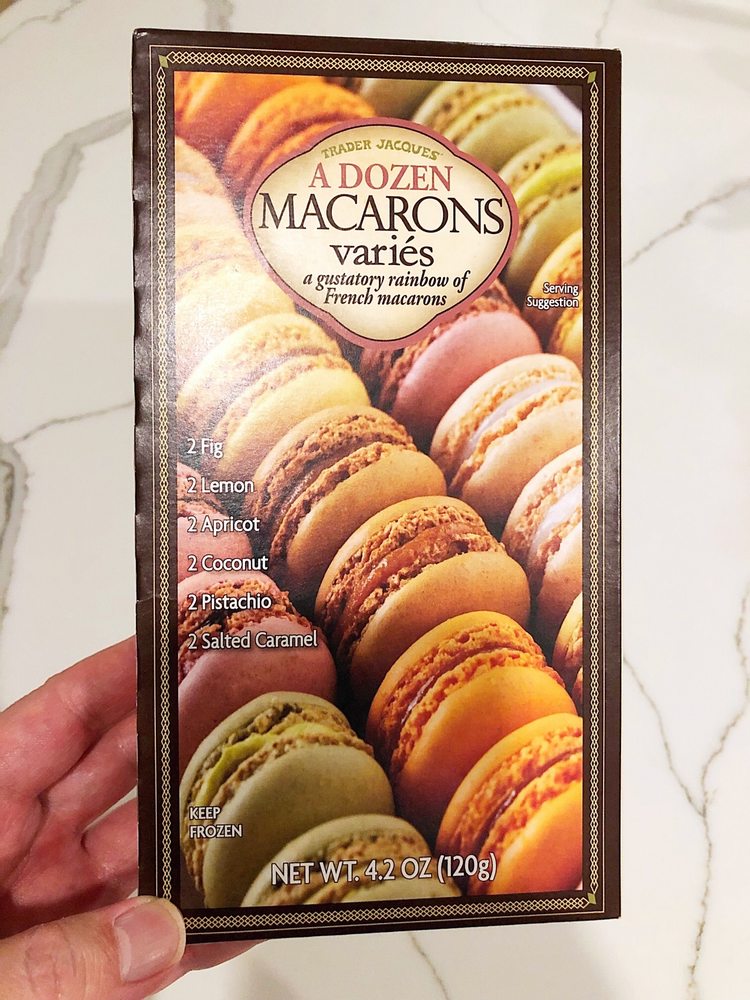 TRADER JACQUES'
A DOZEN
MACARONS
variés
a gustatory rainbow of
French macarons
Serving
Suggestion
2 Fig
2 Lemon
2 Apricot
2 Coconut
2 Pistachio
2 Salted Caramel
KEEP
FROZEN
NET WT. 4.2 OZ (120g)